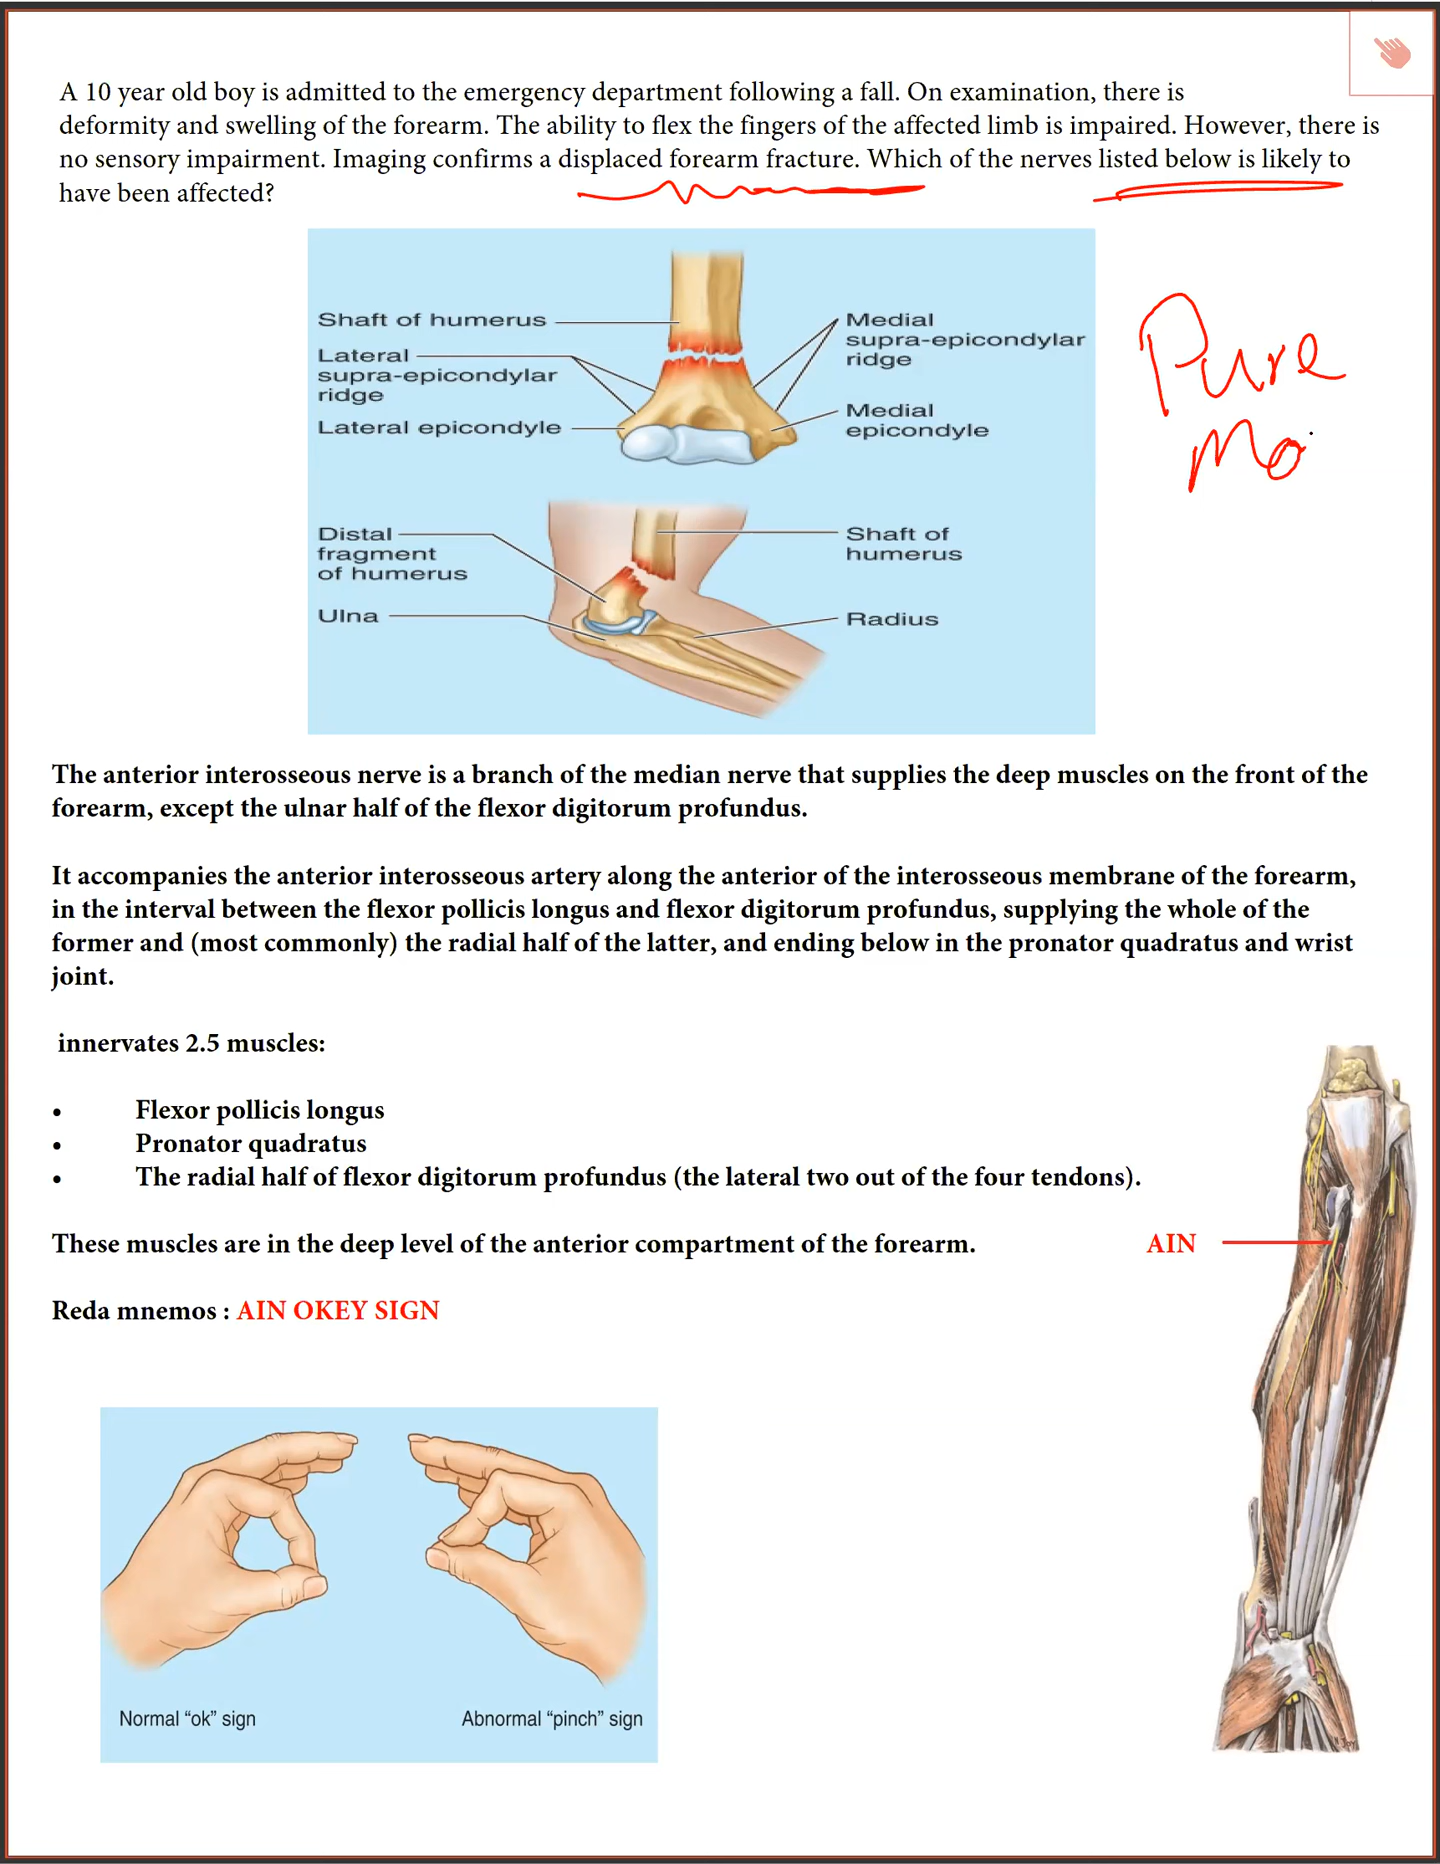 A 10 year old boy is admitted to the emergency department following a fall. On examination, there is
deformity and swelling of the forearm. The ability to flex the fingers of the affected limb is impaired. However, there is
no sensory impairment. Imaging confirms a displaced forearm fracture. Which of the nerves listed below is likely to
have been affected?
Shaft of humerus
Lateral
supra-epicondylar
ridge
Lateral epicondyle
Medial
supra-epicondylar
ridge
Medial
epicondyle
Pure
Mo
Distal
fragment
of humerus
Ulna
Shaft of
humerus
Radius
The anterior interosseous nerve is a branch of the median nerve that supplies the deep muscles on the front of the
forearm, except the ulnar half of the flexor digitorum profundus.
It accompanies the anterior interosseous artery along the anterior of the interosseous membrane of the forearm,
in the interval between the flexor pollicis longus and flexor digitorum profundus, supplying the whole of the
former and (most commonly) the radial half of the latter, and ending below in the pronator quadratus and wrist
joint.
innervates 2.5 muscles:
• Flexor pollicis longus
• Pronator quadratus
• The radial half of flexor digitorum profundus (the lateral two out of the four tendons).
These muscles are in the deep level of the anterior compartment of the forearm.
AIN
Reda mnemos : AIN OKEY SIGN
Normal “ok” sign
Abnormal “pinch” sign